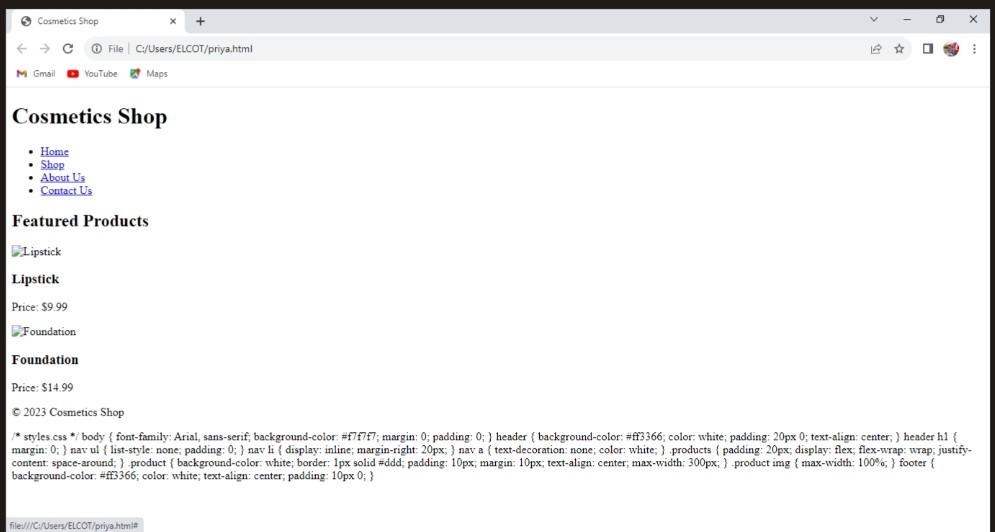 Cosmetics Shop
File
C:/Users/ELCOT/priya.html
Gmail
YouTube
Maps
Cosmetics Shop
Home
Shop
About Us
Contact Us
Featured Products
Lipstick
Lipstick
Price: $9.99
Foundation
Foundation
Price: $14.99
© 2023 Cosmetics Shop
/* styles.css */ body { font-family: Arial, sans-serif; background-color: #f7f7f7; margin: 0; padding: 0; } header { background-color: #ff3366; color: white; padding: 20px 0; text-align: center; } header h1 {
margin: 0; } nav ul { list-style: none; padding: 0; } nav li { display: inline; margin-right: 20px; } nav a { text-decoration: none; color: white; } .products { padding: 20px; display: flex; flex-wrap: wrap; justify-
content: space-around; } .product { background-color: white; border: 1px solid #ddd; padding: 10px; margin: 10px; text-align: center; max-width: 300px; } .product img { max-width: 100%; } footer {
background-color: #ff3366; color: white; text-align: center; padding: 10px 0; }
file:///C:/Users/ELCOT/priya.html#